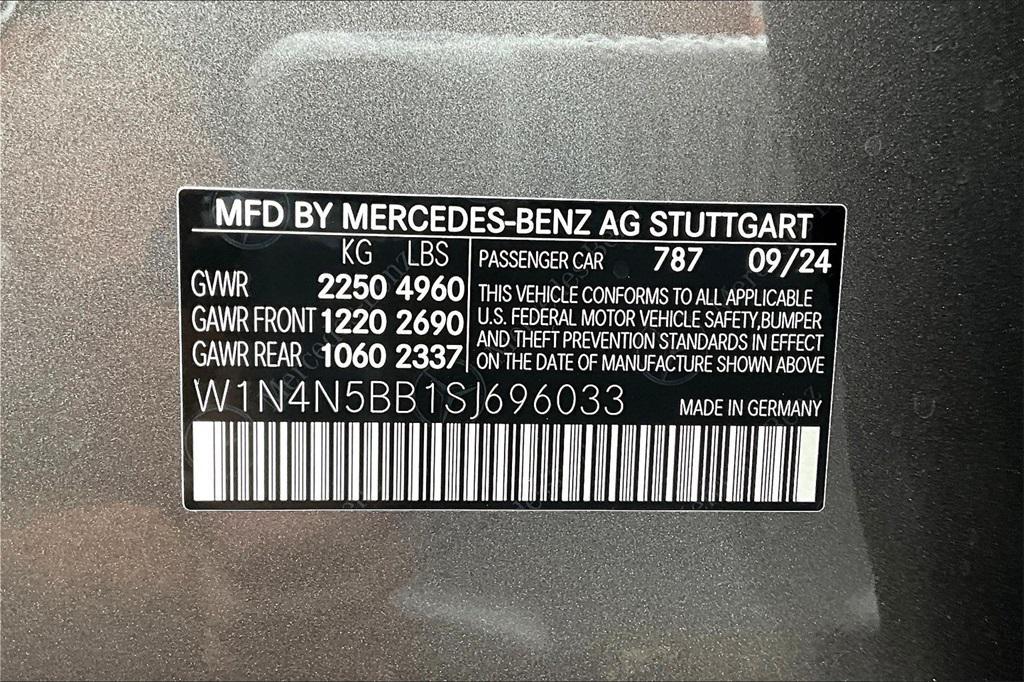 MFD BY MERCEDES-BENZ AG STUTTGART
KG LBS
GVWR 2250 4960
GAWR FRONT 1220 2690
GAWR REAR 1060 2337
PASSENGER CAR 787 09/24
THIS VEHICLE CONFORMS TO ALL APPLICABLE
U.S. FEDERAL MOTOR VEHICLE SAFETY,BUMPER
AND THEFT PREVENTION STANDARDS IN EFFECT
ON THE DATE OF MANUFACTURE SHOWN ABOVE
W1N4N5BB1SJ696033
MADE IN GERMANY